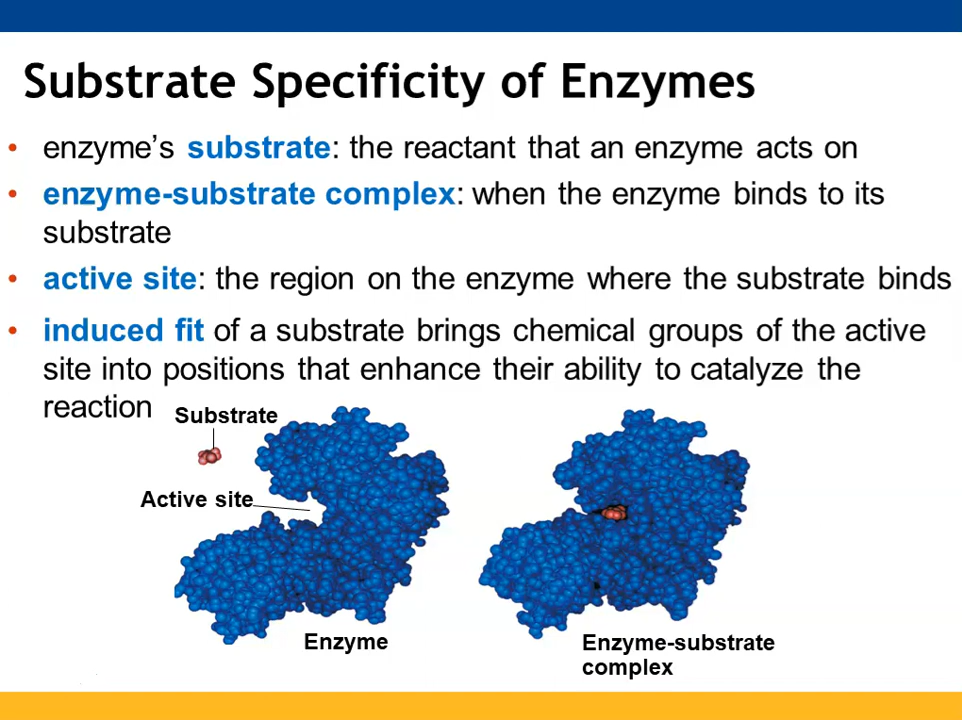 Substrate Specificity of Enzymes
• enzyme’s substrate: the reactant that an enzyme acts on
• enzyme-substrate complex: when the enzyme binds to its
substrate
• active site: the region on the enzyme where the substrate binds
• induced fit of a substrate brings chemical groups of the active
site into positions that enhance their ability to catalyze the
reaction
Substrate
Active site
Enzyme
Enzyme-substrate
complex